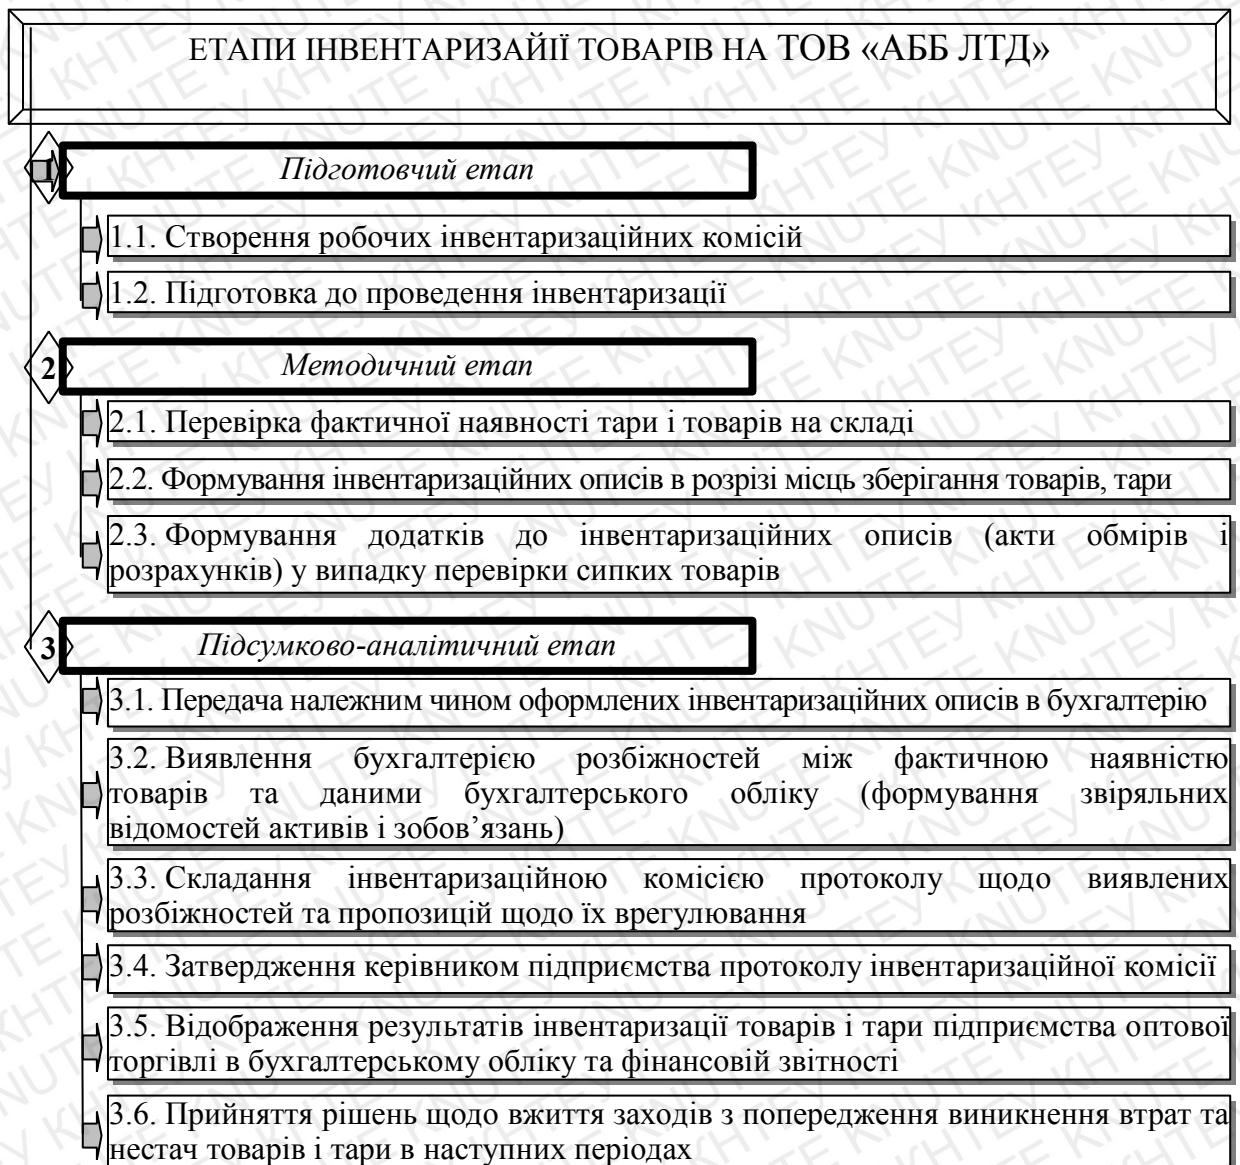 ЕТАПИ ІНВЕНТАРИЗАЙІЇ ТОВАРІВ НА ТОВ «АББ ЛТД»
1
Підготовчий етап
1.1. Створення робочих інвентаризаційних комісій
1.2. Підготовка до проведення інвентаризації
2
Методичний етап
2.1. Перевірка фактичної наявності тари і товарів на складі
2.2. Формування інвентаризаційних описів в розрізі місць зберігання товарів, тари
2.3. Формування додатків до інвентаризаційних описів (акти обмірів і
розрахунків) у випадку перевірки сипких товарів
3
Підсумково-аналітичний етап
3.1. Передача належним чином оформлених інвентаризаційних описів в бухгалтерію
3.2. Виявлення бухгалтерією розбіжностей між фактичною наявністю
товарів та даними бухгалтерського обліку (формування звіряльних
відомостей активів і зобов’язань)
3.3. Складання інвентаризаційною комісією протоколу щодо виявлених
розбіжностей та пропозицій щодо їх врегулювання
3.4. Затвердження керівником підприємства протоколу інвентаризаційної комісії
3.5. Відображення результатів інвентаризації товарів і тари підприємства оптової
торгівлі в бухгалтерському обліку та фінансовій звітності
3.6. Прийняття рішень щодо вжиття заходів з попередження виникнення втрат та
нестач товарів і тари в наступних періодах